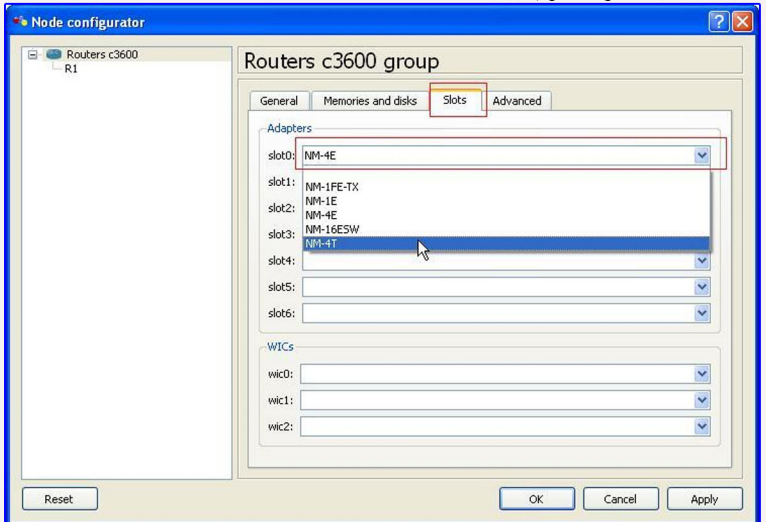 Node configurator
Routers c3600
R1
Routers c3600 group
General Memories and disks Slots Advanced
Adapters
slot0: NM-4E
slot1:
NM-1FE-TX
slot2: NM-1E
NM-4E
slot3: NM-16ESW
NM-4T
slot4:
slot5:
slot6:
WICs
wic0:
wic1:
wic2:
Reset OK Cancel Apply